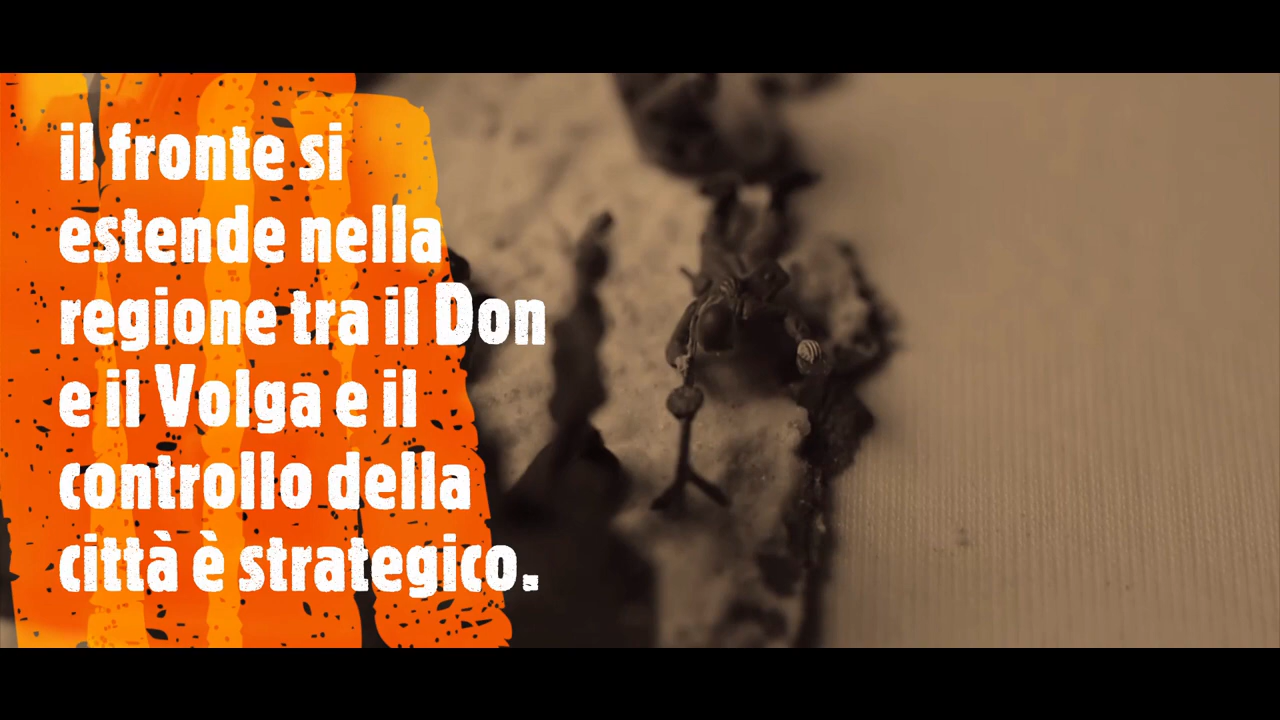 il fronte si
estende nella
regione tra il Don
e il Volga e il
controllo della
città è strategico.